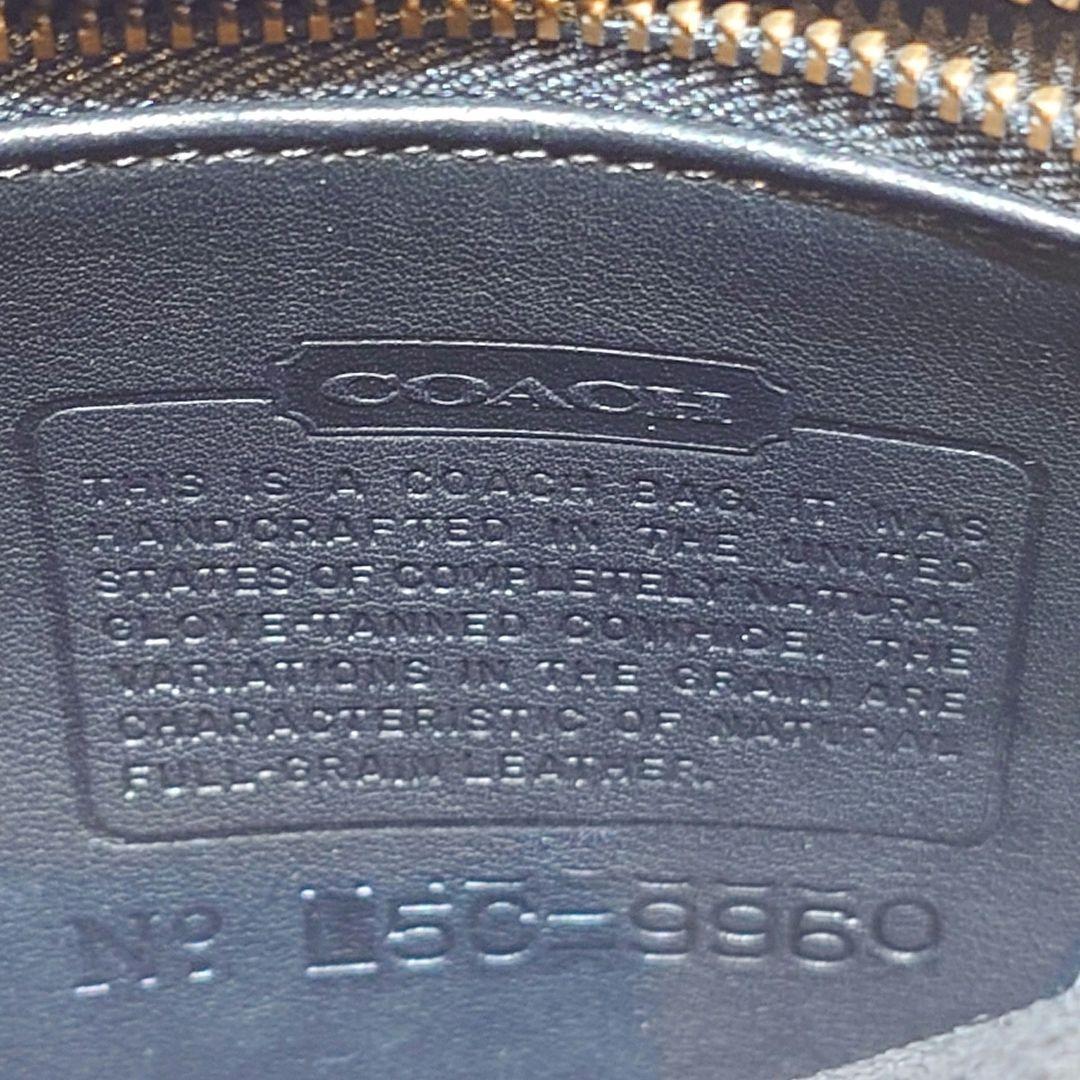 COACH
THIS IS A COACH BAG. IT WAS
HANDCRAFTED IN THE UNITED
STATES OF COMPLETELY NATURAL
GLOVE-TANNED COWHIDE. THE
VARIATIONS IN THE GRAIN ARE
CHARACTERISTIC OF NATURAL
FULL-GRAIN LEATHER.
Nº